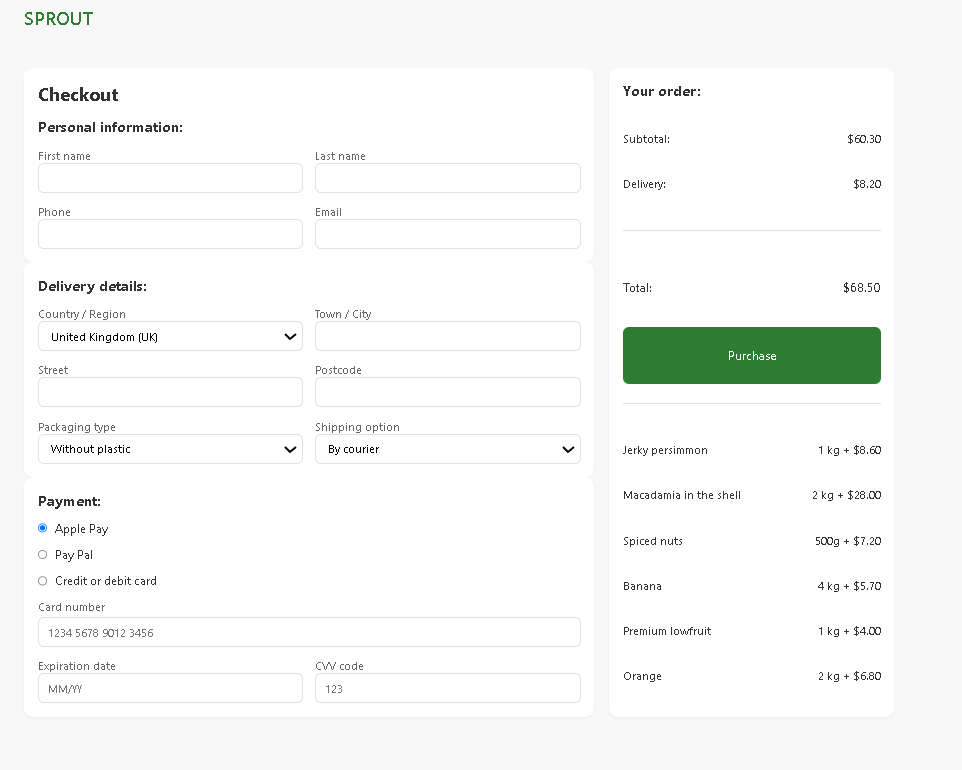 SPROUT
Checkout
Personal information:
First name
Last name
Phone
Email
Delivery details:
Country / Region
Town / City
United Kingdom (UK)
Street
Postcode
Packaging type
Shipping option
Without plastic
By courier
Payment:
Apple Pay
Pay Pal
Credit or debit card
Card number
1234 5678 9012 3456
Expiration date
CVV code
MM/YY
123
Your order:
Subtotal: $60.30
Delivery: $8.20
Total: $68.50
Purchase
Jerky persimmon 1 kg + $8.60
Macadamia in the shell 2 kg + $28.00
Spiced nuts 500g + $7.20
Banana 4 kg + $5.70
Premium lowfruit 1 kg + $4.00
Orange 2 kg + $6.80